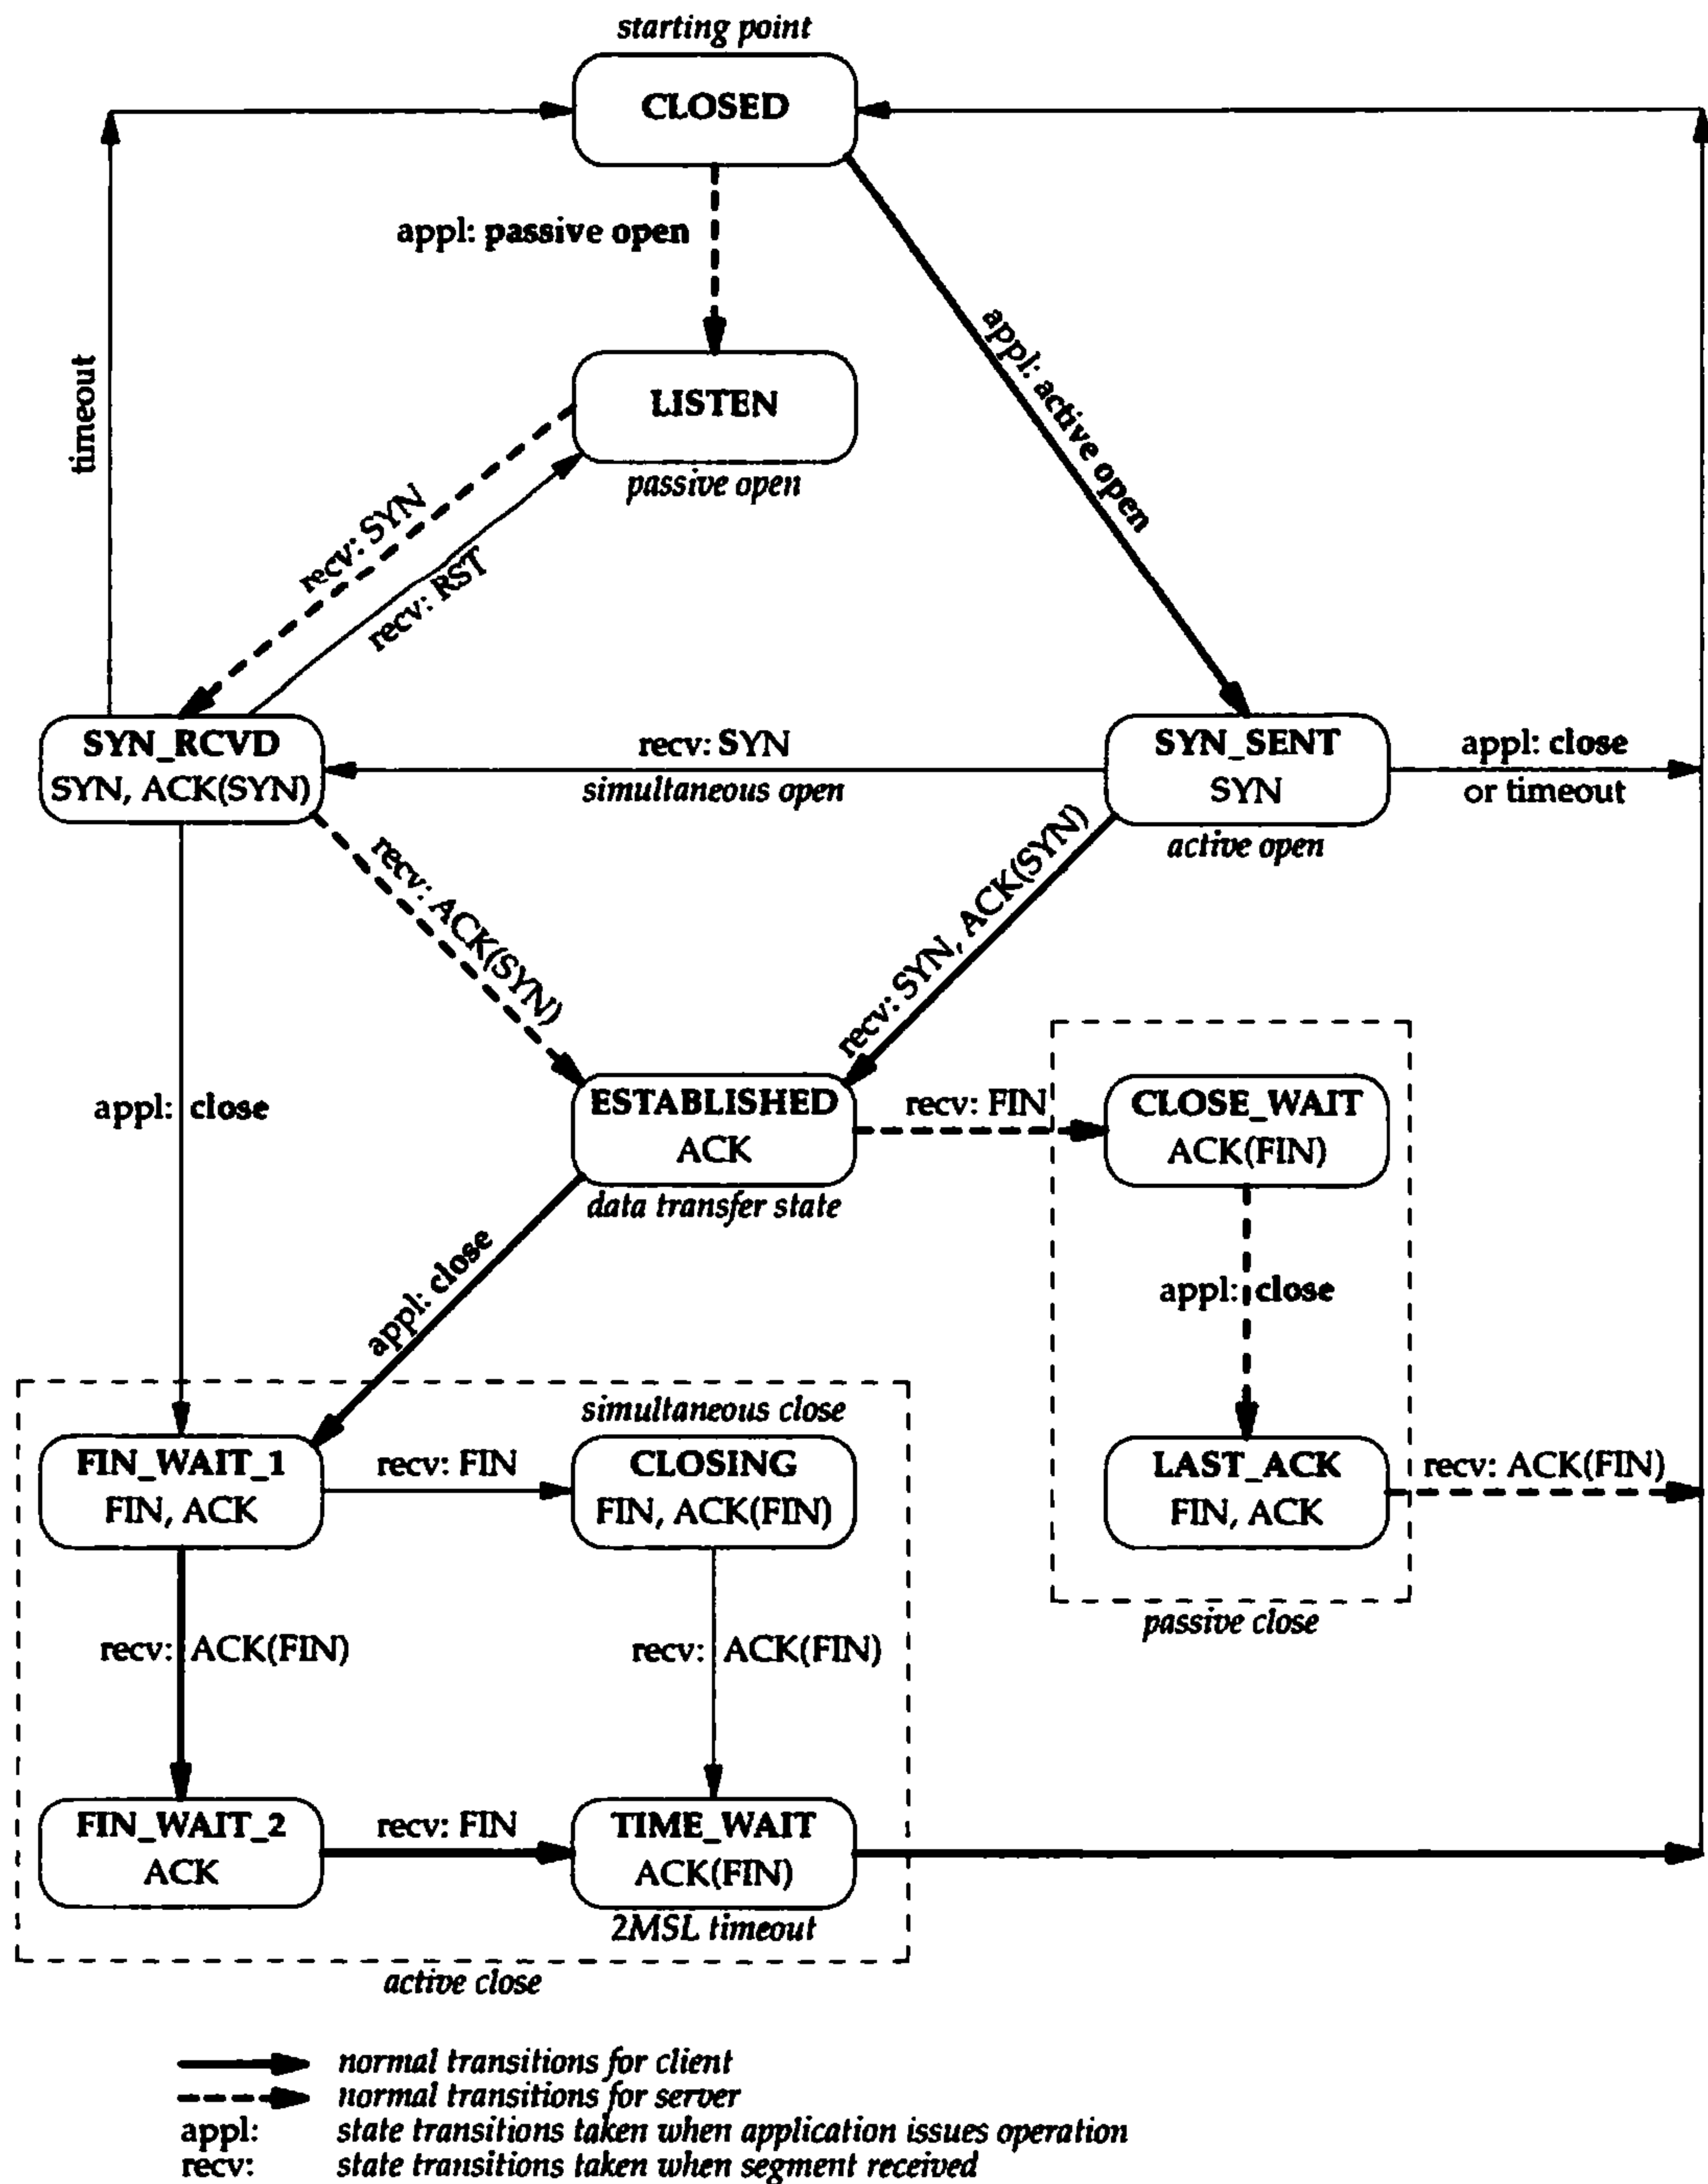 starting point
CLOSED
appl: passive open
appl: active open
timeout
LISTEN
passive open
recv: SYN
recv: RST
SYN_RCVD
SYN, ACK(SYN)
recv: SYN
simultaneous open
SYN_SENT
SYN
active open
appl: close
or timeout
recv: ACK(SYN)
recv: SYN, ACK(SYN)
appl: close
ESTABLISHED
ACK
data transfer state
recv: FIN
CLOSE_WAIT
ACK(FIN)
appl: close
appl: close
simultaneous close
FIN_WAIT_1
FIN, ACK
recv: FIN
CLOSING
FIN, ACK(FIN)
LAST_ACK
FIN, ACK
recv: ACK(FIN)
passive close
recv: ACK(FIN)
recv: ACK(FIN)
FIN_WAIT_2
ACK
recv: FIN
TIME_WAIT
ACK(FIN)
2MSL timeout
active close
normal transitions for client
normal transitions for server
appl: state transitions taken when application issues operation
recv: state transitions taken when segment received